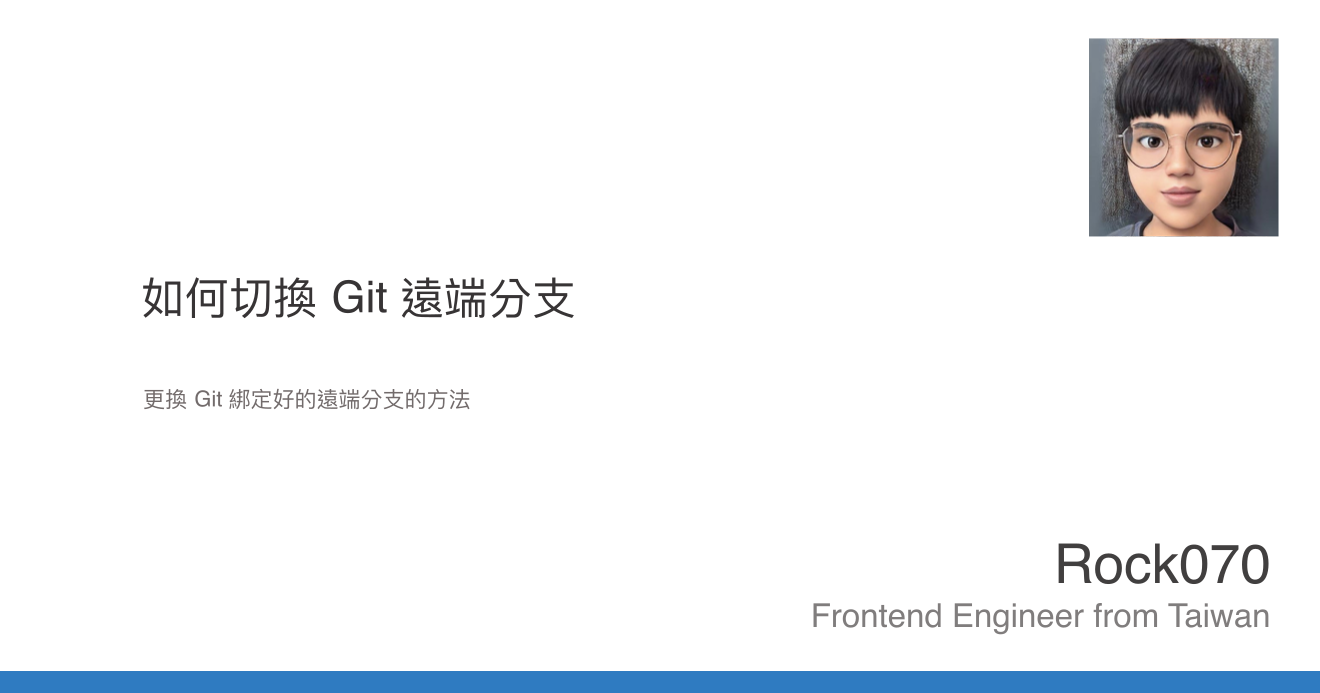 如何切換 Git 遠端分支
更換 Git 綁定好的遠端分支的方法
Rock070
Frontend Engineer from Taiwan